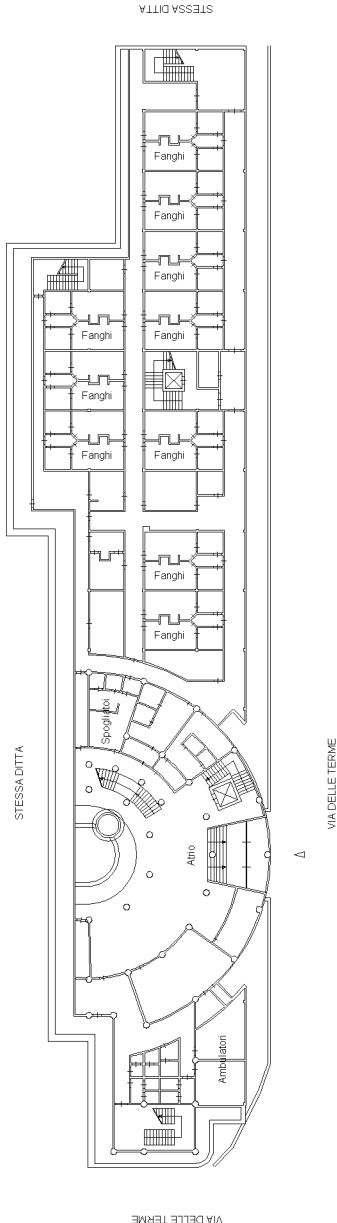 STESSA DITTA
Fanghi
Fanghi
Fanghi
Fanghi
Fanghi
Fanghi
Fanghi
Fanghi
Fanghi
Fanghi
Spogliatoi
STESSA DITTA
VIA DELLE TERME
Atrio
Ambulatori
VIA DELLE TERME